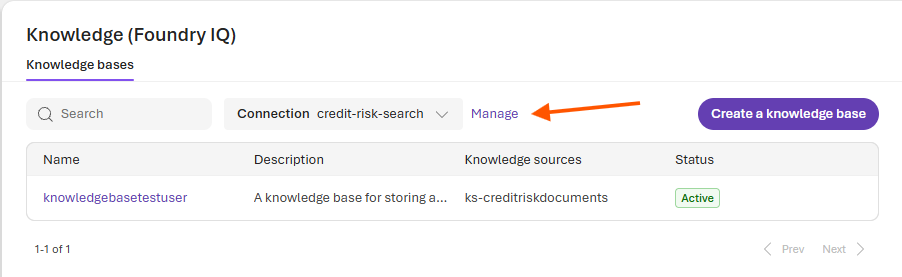 Knowledge (Foundry IQ)
Knowledge bases
Search Connection credit-risk-search Manage Create a knowledge base
Name Description Knowledge sources Status
knowledgebasetestuser A knowledge base for storing a... ks-creditriskdocuments Active
1-1 of 1 Prev Next